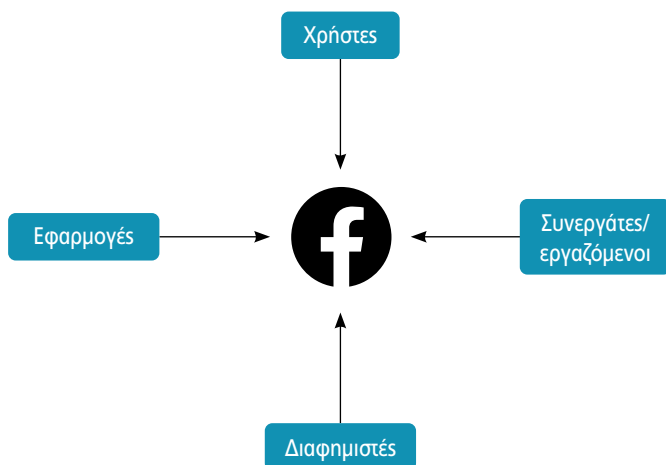 Χρήστες
Εφαρμογές
Συνεργάτες/
εργαζόμενοι
Διαφημιστές